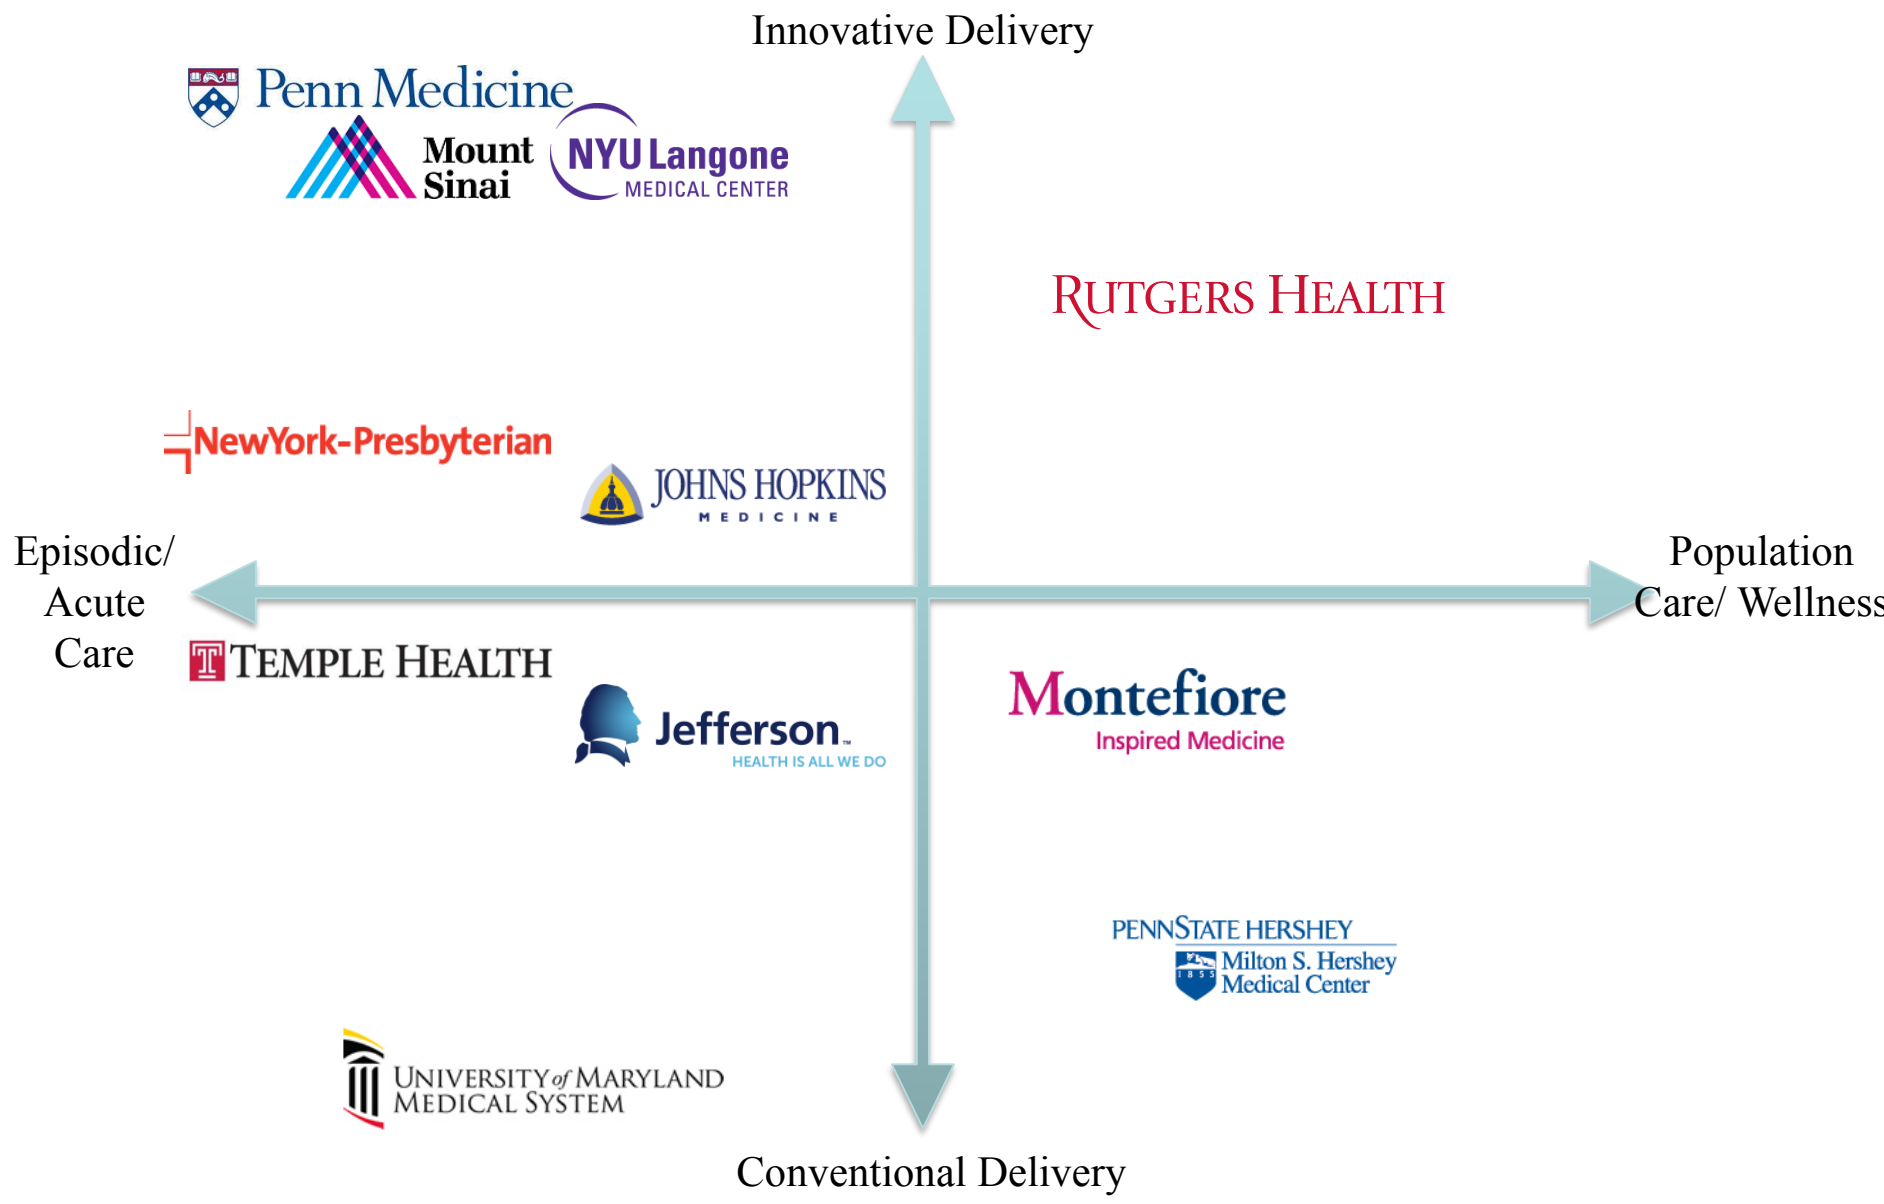 Innovative Delivery
Penn Medicine
Mount
Sinai
NYU Langone
MEDICAL CENTER
RUTGERS HEALTH
NewYork-Presbyterian
JOHNS HOPKINS
MEDICINE
Episodic/
Acute
Care
Population
Care/ Wellness
T TEMPLE HEALTH
Jefferson™
HEALTH IS ALL WE DO
Montefiore
Inspired Medicine
PENNSTATE HERSHEY
1855
Milton S. Hershey
Medical Center
UNIVERSITY of MARYLAND
MEDICAL SYSTEM
Conventional Delivery